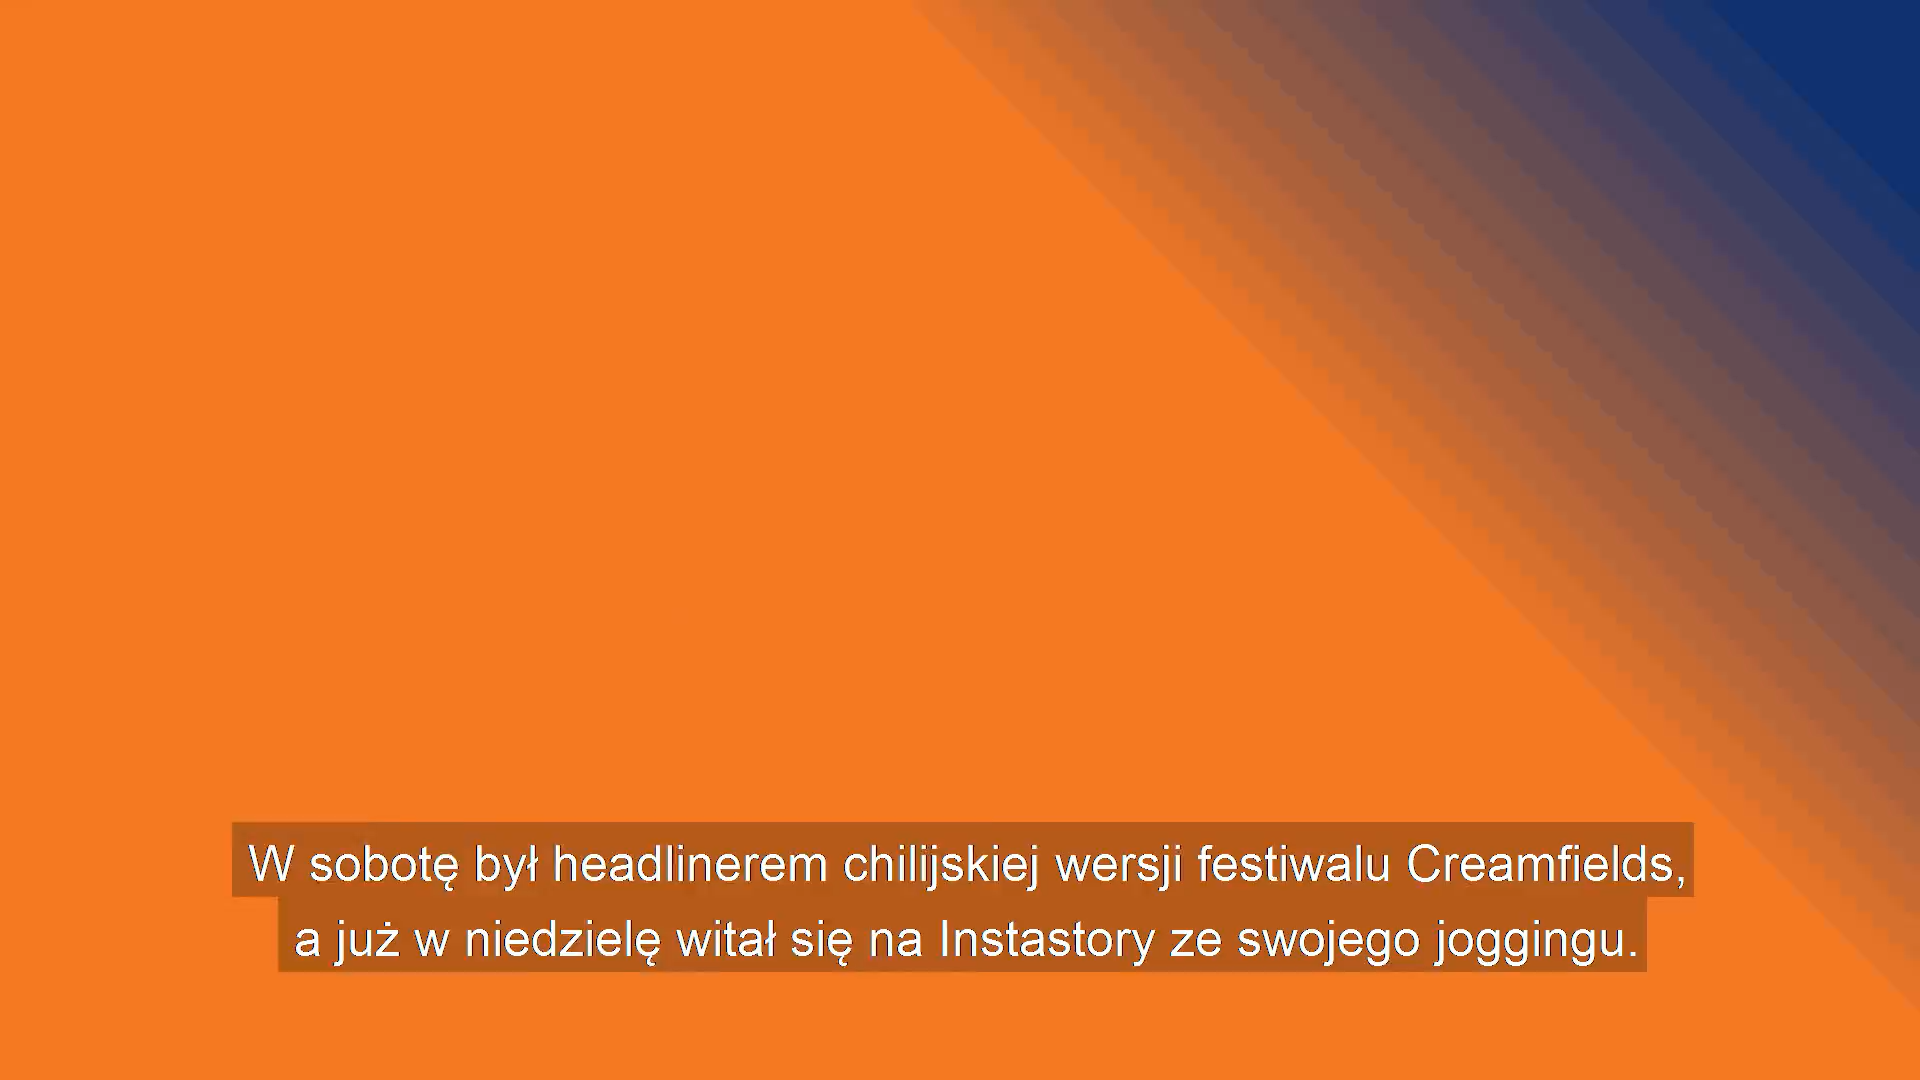 W sobotę był headlinerem chilijskiej wersji festiwalu Creamfields,
a już w niedzielę witał się na Instastory ze swojego joggingu.